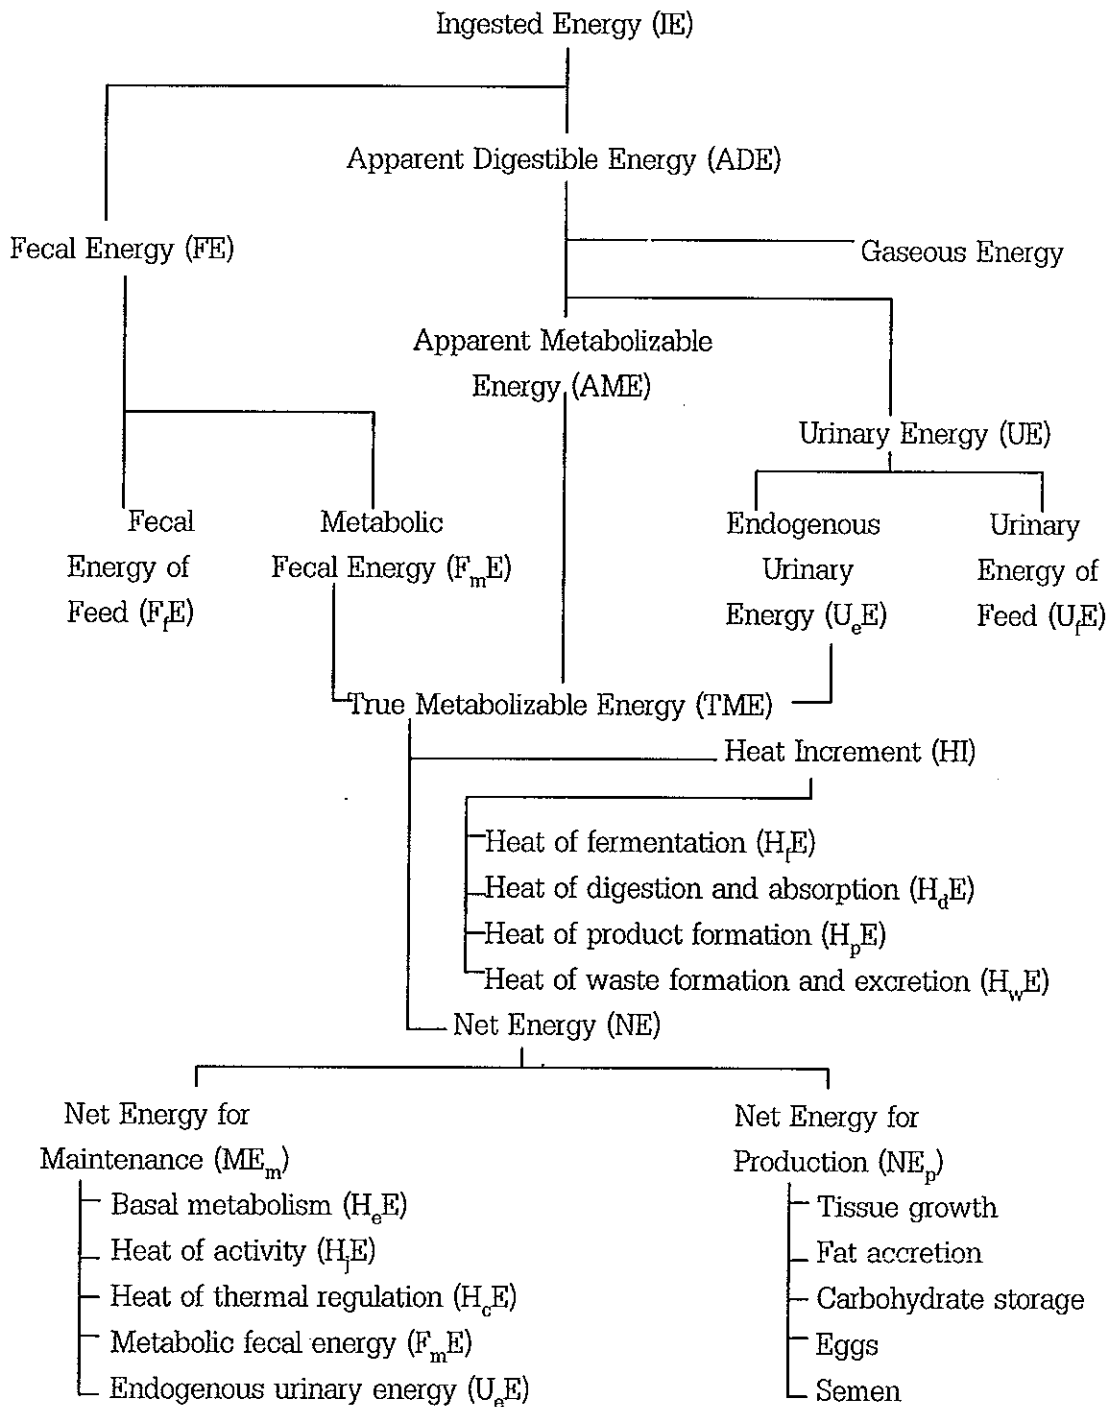 Ingested Energy (IE)
Apparent Digestible Energy (ADE)
Fecal Energy (FE)
Gaseous Energy
Apparent Metabolizable
Energy (AME)
Urinary Energy (UE)
Fecal
Energy of
Feed (FfE)
Metabolic
Fecal Energy (FmE)
Endogenous
Urinary
Energy (UeE)
Urinary
Energy of
Feed (UfE)
True Metabolizable Energy (TME)
Heat Increment (HI)
Heat of fermentation (HfE)
Heat of digestion and absorption (HdE)
Heat of product formation (HpE)
Heat of waste formation and excretion (HwE)
Net Energy (NE)
Net Energy for
Maintenance (MEm)
Basal metabolism (HeE)
Heat of activity (HjE)
Heat of thermal regulation (HcE)
Metabolic fecal energy (FmE)
Endogenous urinary energy (UeE)
Net Energy for
Production (NEp)
Tissue growth
Fat accretion
Carbohydrate storage
Eggs
Semen